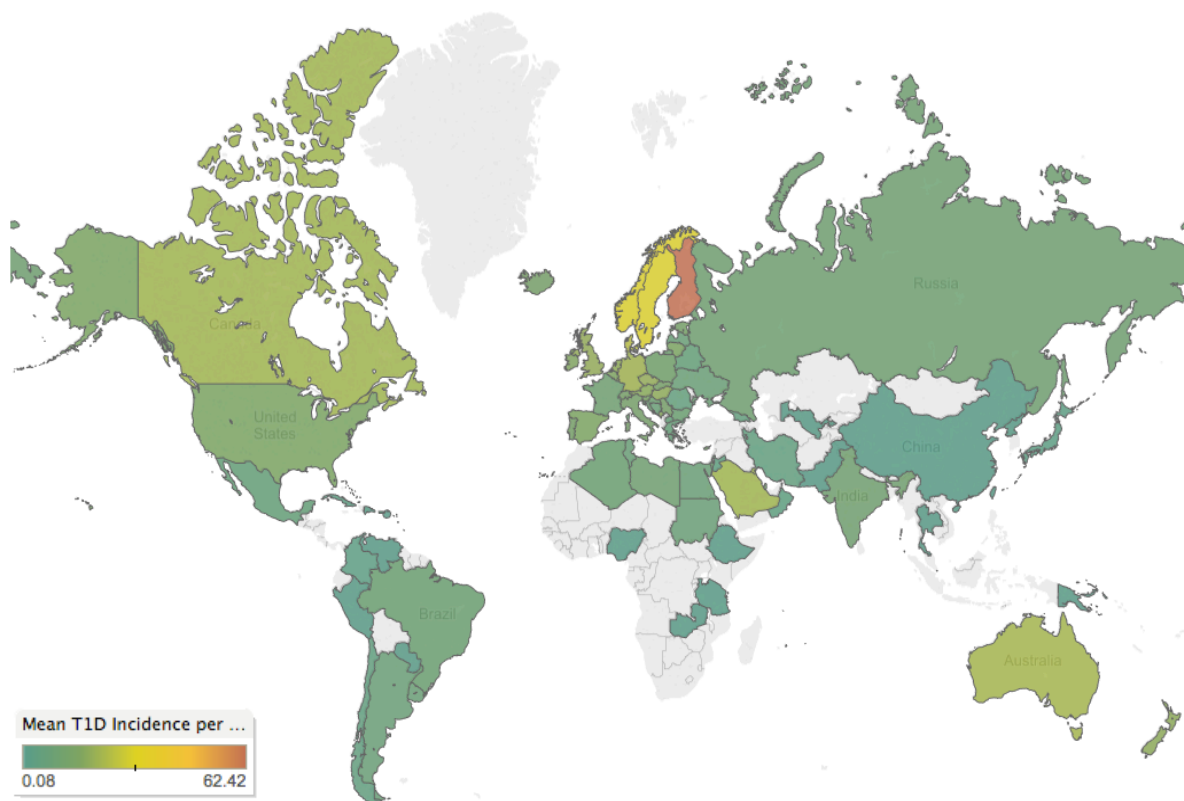 Canada
Russia
United
States
China
India
Brazil
Australia
Mean T1D Incidence per ...
0.08
62.42